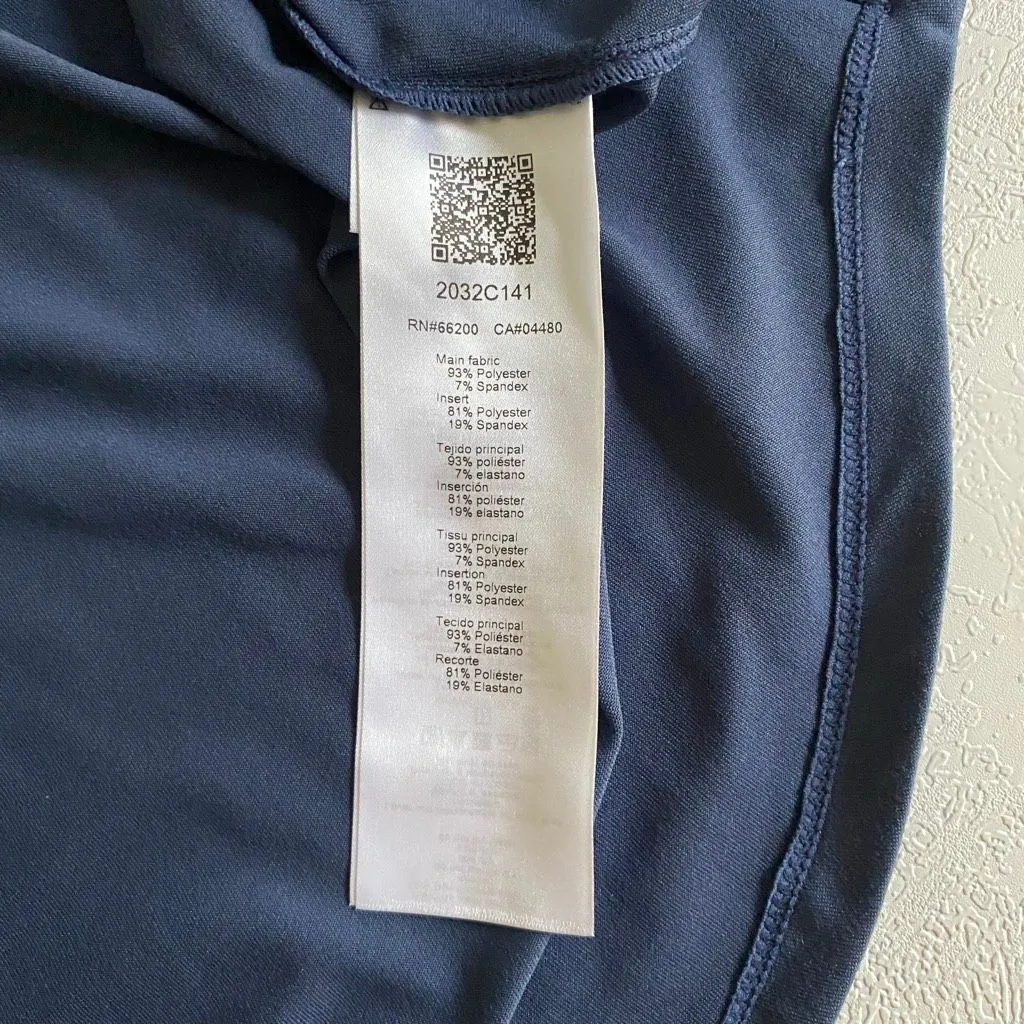 2032C141
RN#66200 CA#04480
Main fabric
93% Polyester
7% Spandex
Insert
81% Polyester
19% Spandex
Tejido principal
93% poliéster
7% elastano
Inserción
81% poliéster
19% elastano
Tissu principal
93% Polyester
7% Spandex
Insertion
81% Polyester
19% Spandex
Tecido principal
93% Poliéster
7% Elastano
Recorte
81% Poliéster
19% Elastano